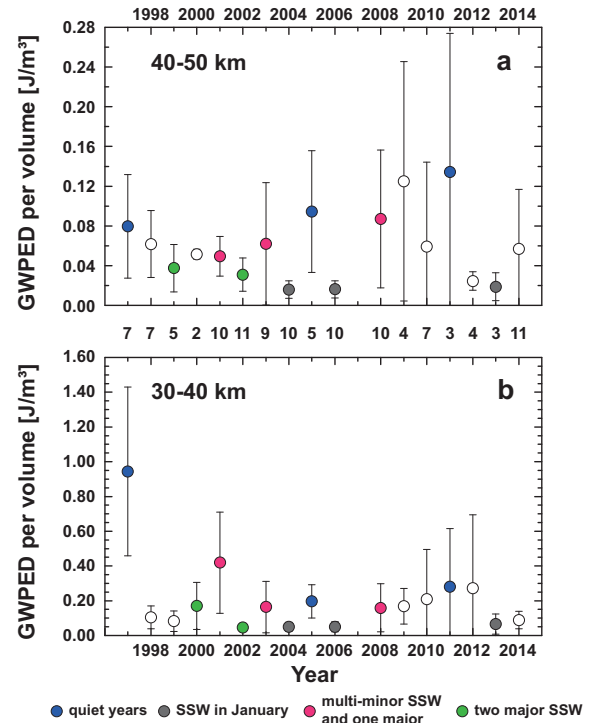 1998 2000 2002 2004 2006 2008 2010 2012 2014
GWPED per volume [J/m³]
0.28
0.24
0.20
0.16
0.12
0.08
0.04
0.00
40-50 km
a
7 7 5 2 10 11 9 10 5 10 10 4 7 3 4 3 11
GWPED per volume [J/m³]
1.60
1.40
1.20
1.00
0.80
0.60
0.40
0.20
0.00
30-40 km
b
1998 2000 2002 2004 2006 2008 2010 2012 2014
Year
quiet years
SSW in January
multi-minor SSW
and one major
two major SSW